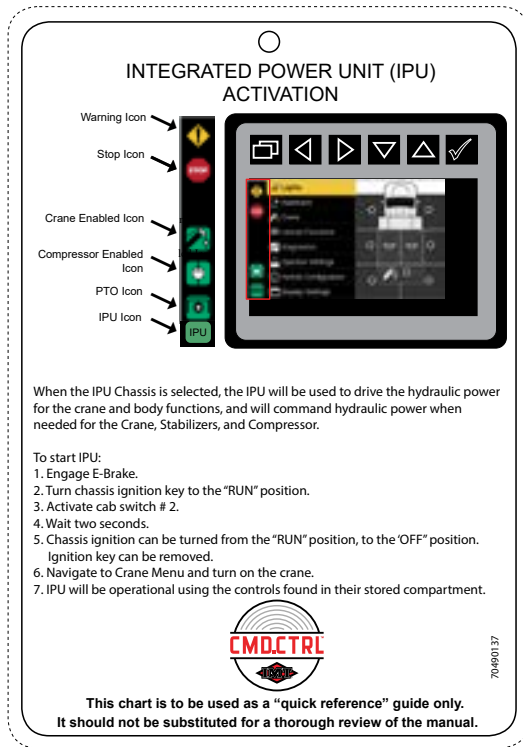 INTEGRATED POWER UNIT (IPU)
ACTIVATION
Warning Icon
Stop Icon
Crane Enabled Icon
Compressor Enabled
Icon
PTO Icon
IPU Icon
STOP
IPU
Lights
Crane
Diagnostics
Display Settings
When the IPU Chassis is selected, the IPU will be used to drive the hydraulic power
for the crane and body functions, and will command hydraulic power when
needed for the Crane, Stabilizers, and Compressor.
To start IPU:
1. Engage E-Brake.
2. Turn chassis ignition key to the “RUN” position.
3. Activate cab switch # 2.
4. Wait two seconds.
5. Chassis ignition can be turned from the “RUN” position, to the ‘OFF” position.
Ignition key can be removed.
6. Navigate to Crane Menu and turn on the crane.
7. IPU will be operational using the controls found in their stored compartment.
CMD.CTRL
70490137
This chart is to be used as a “quick reference” guide only.
It should not be substituted for a thorough review of the manual.